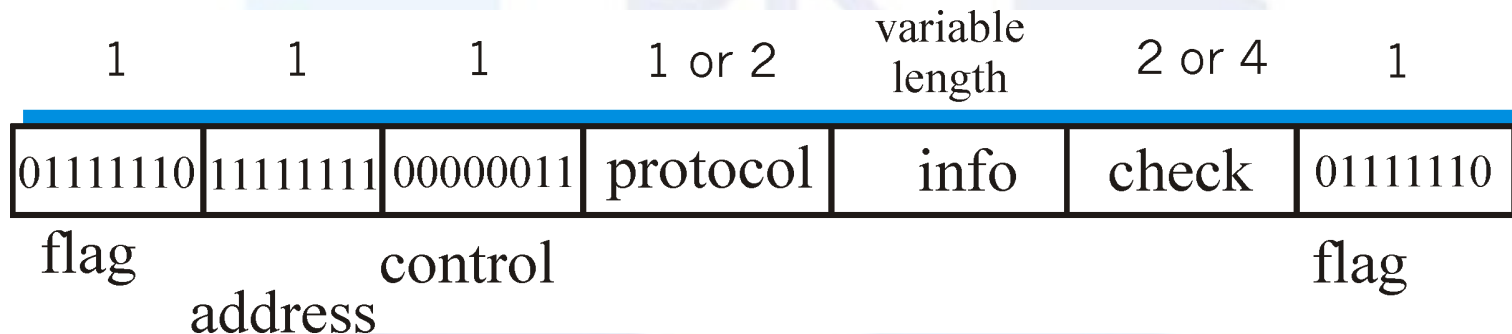 1 1 1 1 or 2 variable length 2 or 4 1
01111110 11111111 00000011 protocol info check 01111110
flag address control flag